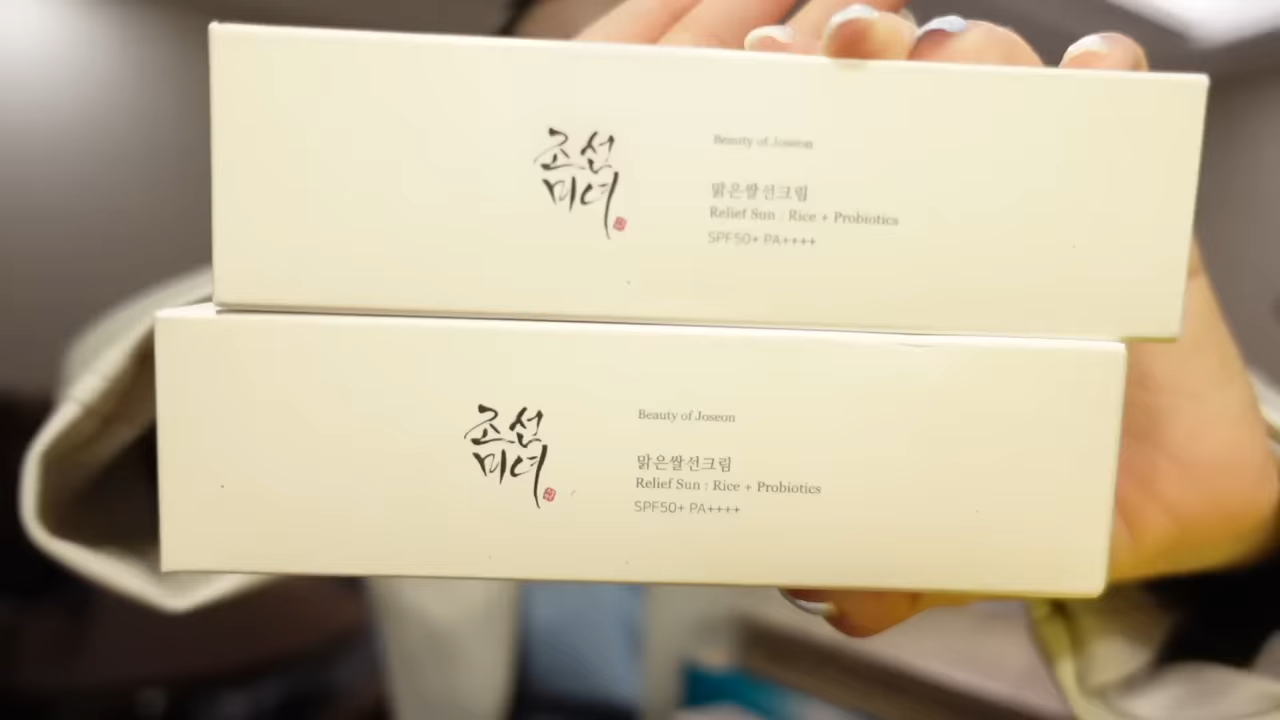 조선
미녀
Beauty of Joseon
맑은쌀선크림
Relief Sun : Rice + Probiotics
SPF50+ PA++++
조선
미녀
Beauty of Joseon
맑은쌀선크림
Relief Sun : Rice + Probiotics
SPF50+ PA++++